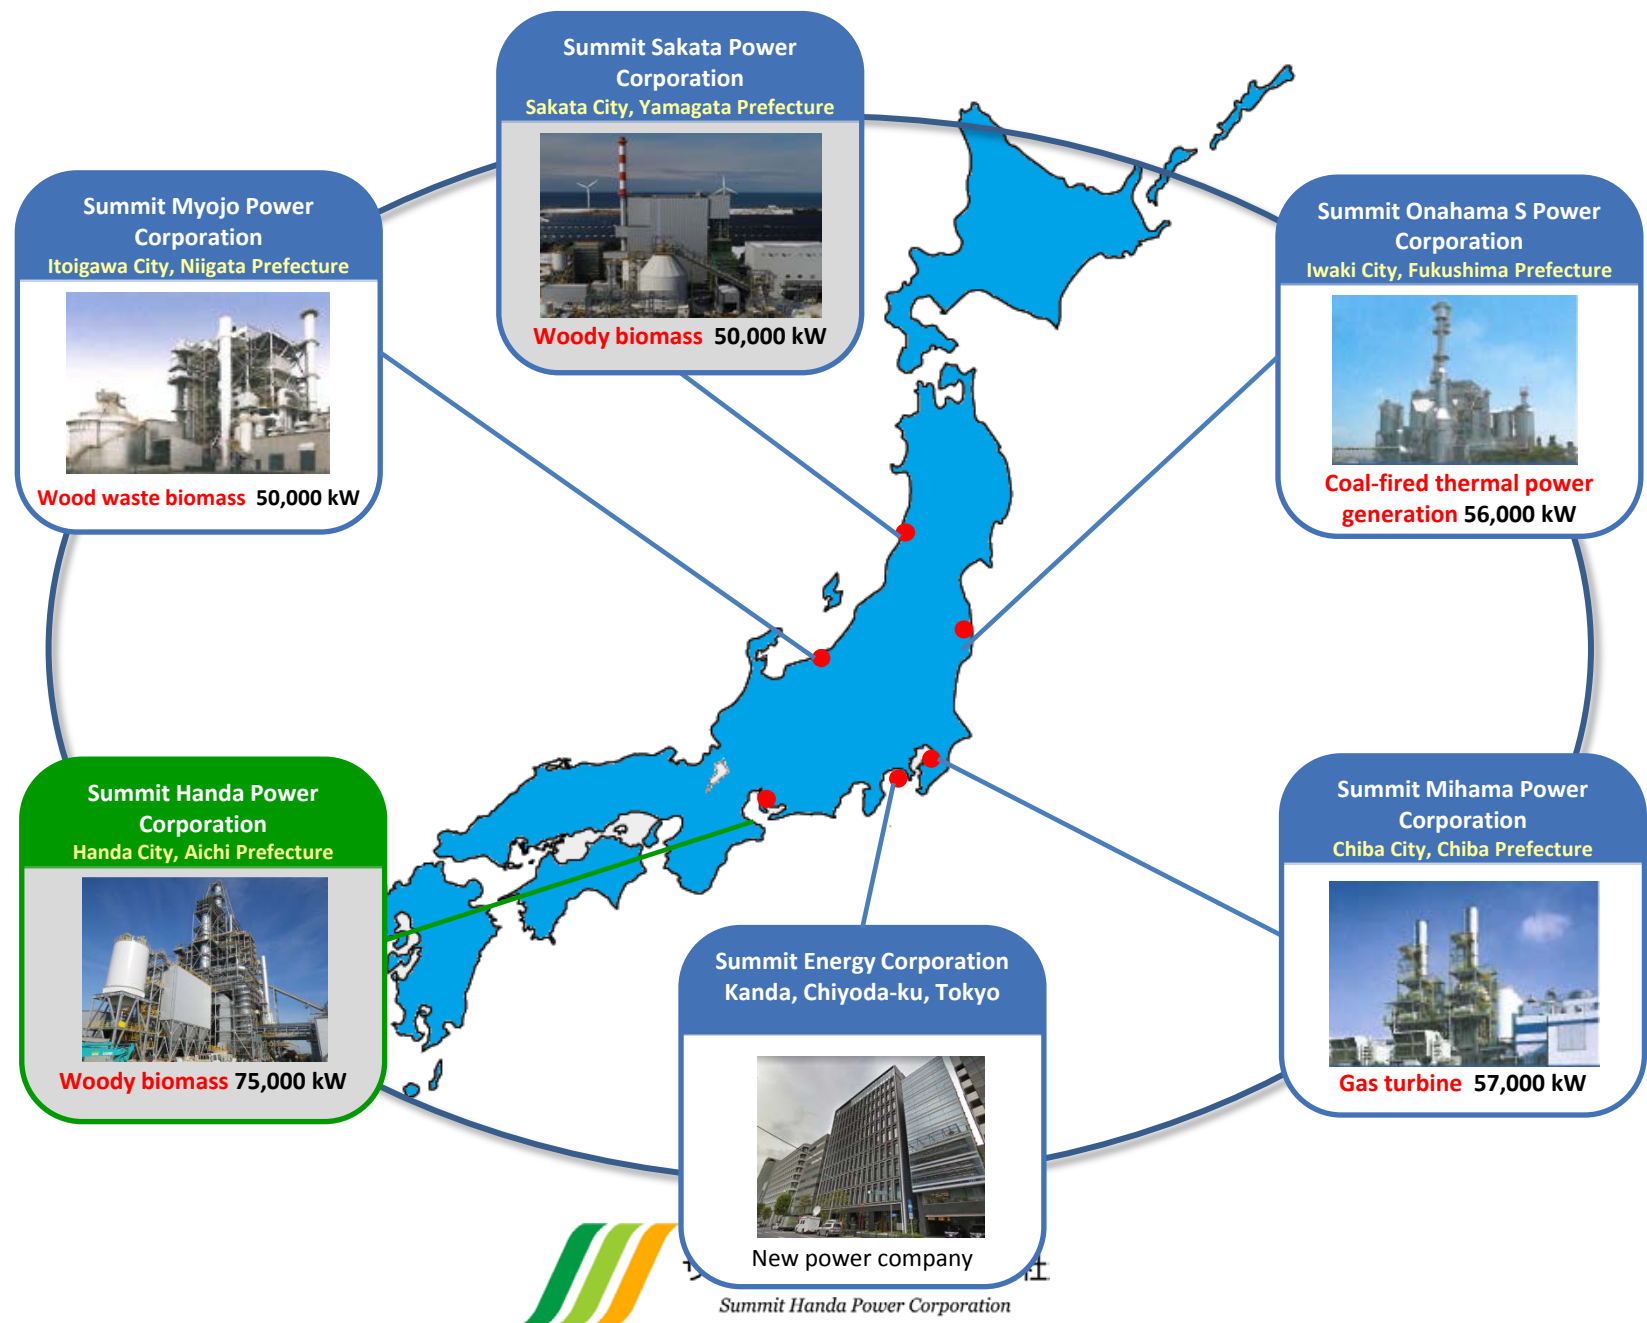 Summit Sakata Power
Corporation
Sakata City, Yamagata Prefecture
Woody biomass 50,000 kW
Summit Myojo Power
Corporation
Itoigawa City, Niigata Prefecture
Wood waste biomass 50,000 kW
Summit Onahama S Power
Corporation
Iwaki City, Fukushima Prefecture
Coal-fired thermal power
generation 56,000 kW
Summit Handa Power
Corporation
Handa City, Aichi Prefecture
Woody biomass 75,000 kW
Summit Energy Corporation
Kanda, Chiyoda-ku, Tokyo
New power company
Summit Mihama Power
Corporation
Chiba City, Chiba Prefecture
Gas turbine 57,000 kW
社
Summit Handa Power Corporation